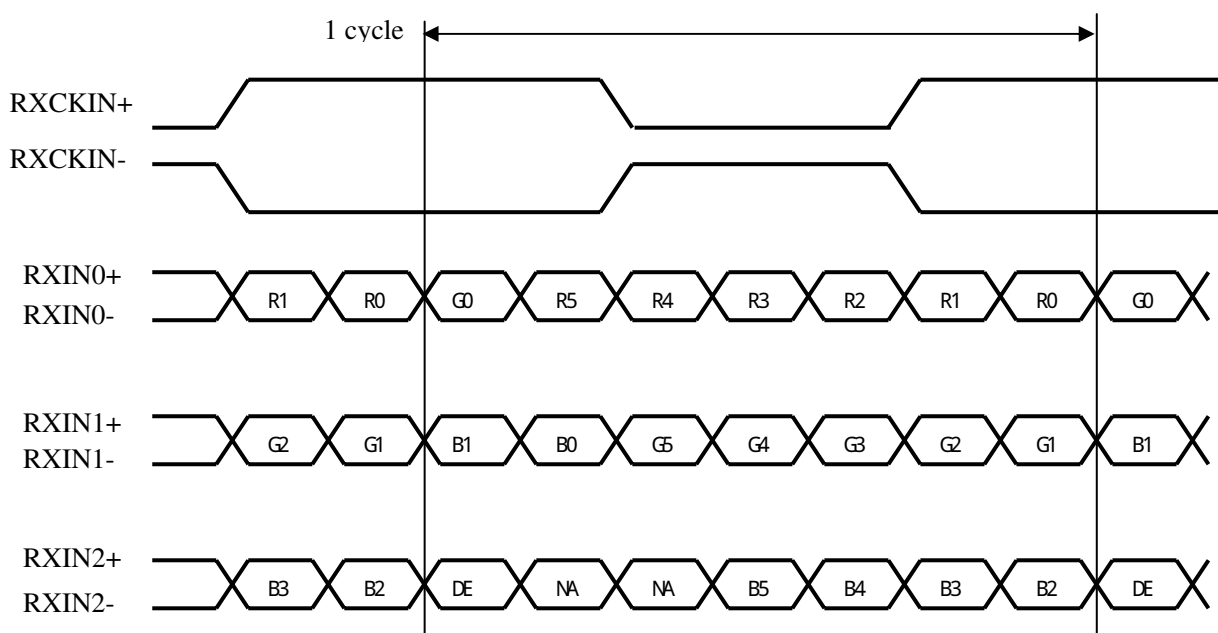 1 cycle
RXCKIN+
RXCKIN-
RXIN0+
RXIN0-
R1 R0 G0 R5 R4 R3 R2 R1 R0 G0
RXIN1+
RXIN1-
G2 G1 B1 B0 G5 G4 G3 G2 G1 B1
RXIN2+
RXIN2-
B3 B2 DE NA NA B5 B4 B3 B2 DE